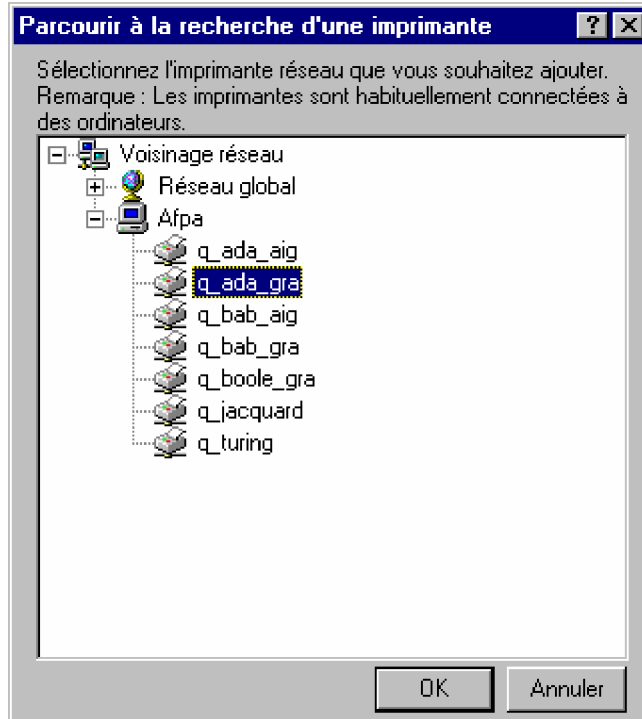 Parcourir à la recherche d'une imprimante
Sélectionnez l'imprimante réseau que vous souhaitez ajouter.
Remarque : Les imprimantes sont habituellement connectées à
des ordinateurs.
Voisinage réseau
Réseau global
Afpa
q_ada_aig
q_ada_gra
q_bab_aig
q_bab_gra
q_boole_gra
q_jacquard
q_turing
OK
Annuler